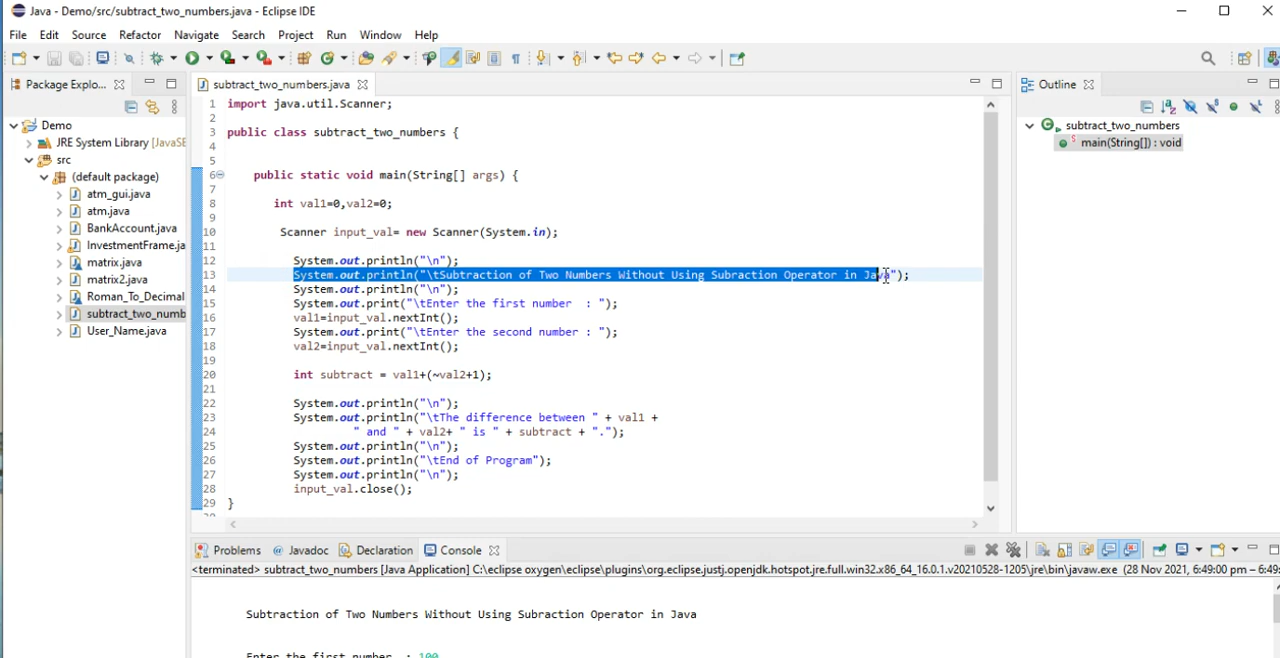 Java - Demo/src/subtract_two_numbers.java - Eclipse IDE
File Edit Source Refactor Navigate Search Project Run Window Help
Package Explo...
subtract_two_numbers.java
Outline
Demo
JRE System Library [JavaSE
src
(default package)
atm_gui.java
atm.java
BankAccount.java
InvestmentFrame.ja
matrix.java
matrix2.java
Roman_To_Decimal
subtract_two_numb
User_Name.java
1 import java.util.Scanner;
2
3 public class subtract_two_numbers {
4
5
6 public static void main(String[] args) {
7
8 int val1=0,val2=0;
9
10 Scanner input_val= new Scanner(System.in);
11
12 System.out.println("\n");
13 System.out.println("\tSubtraction of Two Numbers Without Using Subraction Operator in Java");
14 System.out.println("\n");
15 System.out.print("\tEnter the first number  : ");
16 val1=input_val.nextInt();
17 System.out.print("\tEnter the second number : ");
18 val2=input_val.nextInt();
19
20 int subtract = val1+(~val2+1);
21
22 System.out.println("\n");
23 System.out.println("\tThe difference between " + val1 +
24 " and " + val2+ " is " + subtract + ".");
25 System.out.println("\n");
26 System.out.println("\tEnd of Program");
27 System.out.println("\n");
28 input_val.close();
29 }
subtract_two_numbers
main(String[]) : void
Problems Javadoc Declaration Console
<terminated> subtract_two_numbers [Java Application] C:\eclipse oxygen\eclipse\plugins\org.eclipse.justj.openjdk.hotspot.jre.full.win32.x86_64_16.0.1.v20210528-1205\jre\bin\javaw.exe (28 Nov 2021, 6:49:00 pm – 6:49:
Subtraction of Two Numbers Without Using Subraction Operator in Java
Enter the first number  : 100